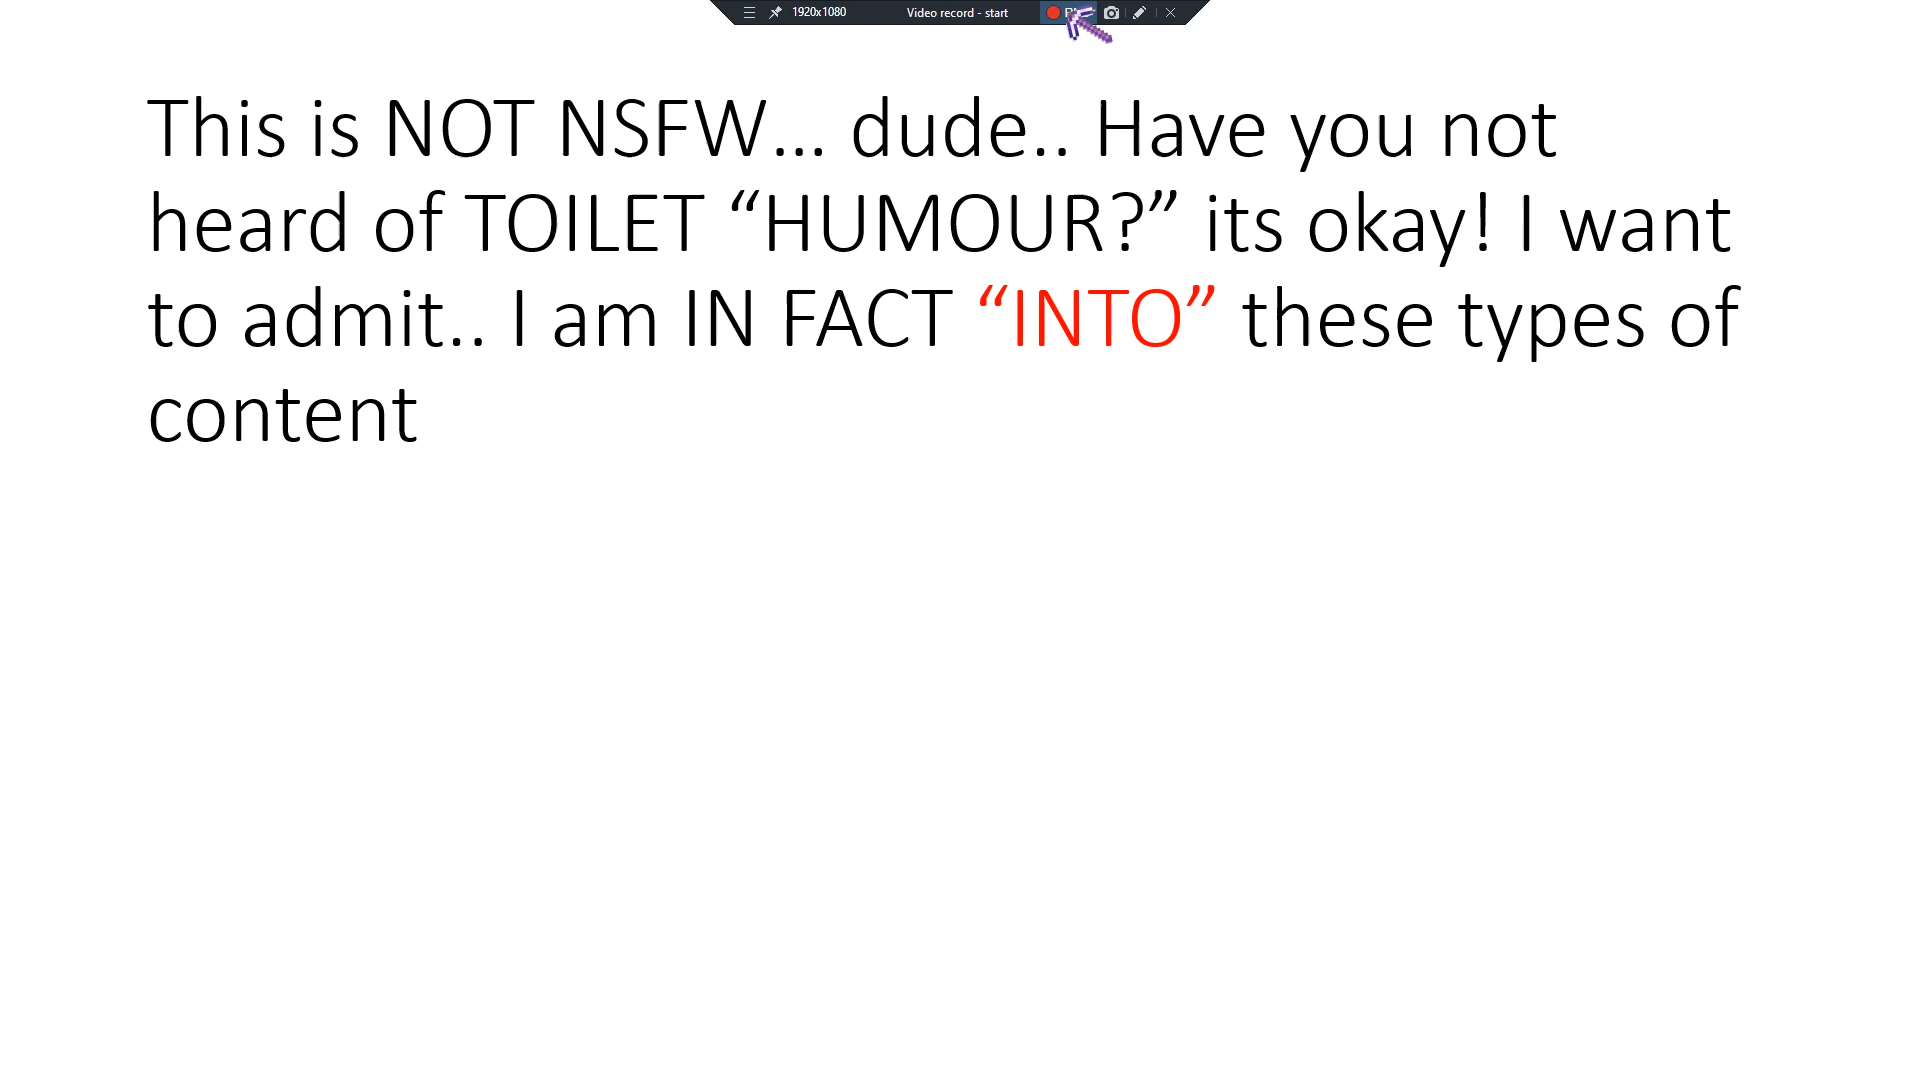 1920x1080 Video record - start
This is NOT NSFW... dude.. Have you not
heard of TOILET “HUMOUR?” its okay! I want
to admit.. I am IN FACT “INTO” these types of
content